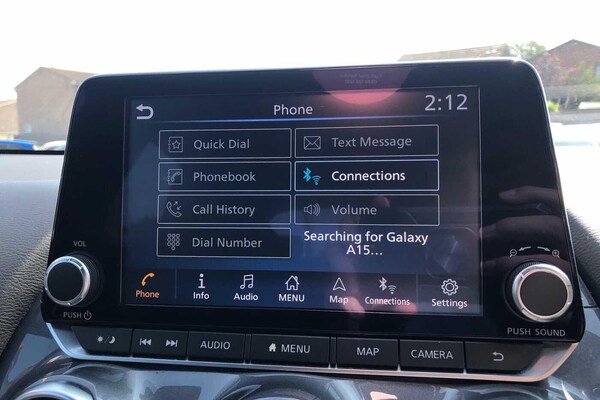 Phone
2:12
Quick Dial
Text Message
Phonebook
Connections
Call History
Volume
Dial Number
Searching for Galaxy
A15...
Phone
Info
Audio
MENU
Map
Connections
Settings
VOL
PUSH
PUSH SOUND
AUDIO
MENU
MAP
CAMERA